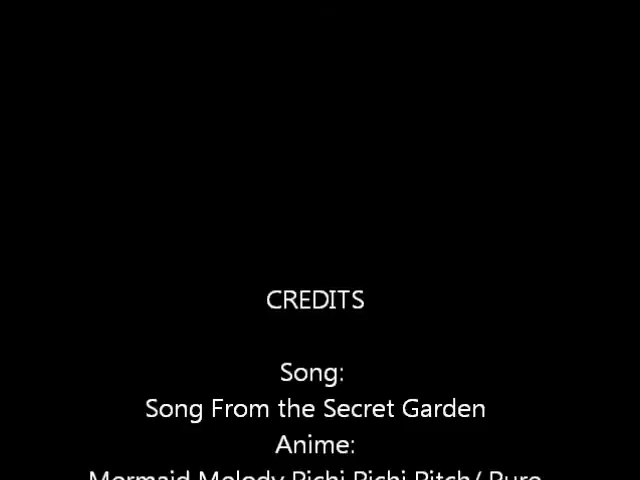 CREDITS
Song:
Song From the Secret Garden
Anime:
Mermaid Melody Pichi Pichi Pitch/ Pure